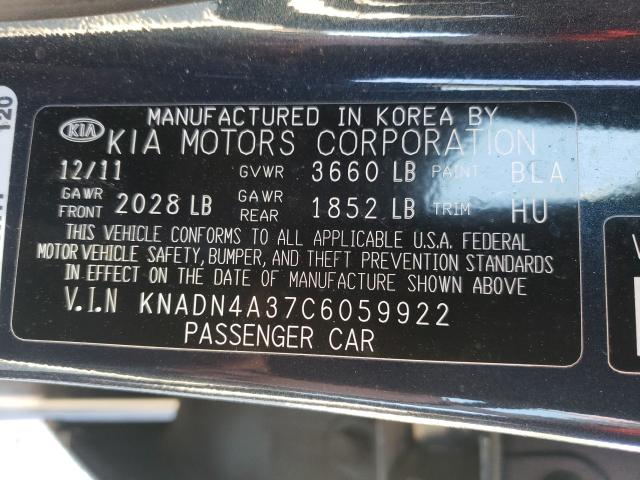 MANUFACTURED IN KOREA BY
KIA KIA MOTORS CORPORATION
12/11 GVWR 3660 LB PAINT BLA
GAWR FRONT 2028 LB GAWR REAR 1852 LB TRIM HU
THIS VEHICLE CONFORMS TO ALL APPLICABLE U.S.A. FEDERAL
MOTOR VEHICLE SAFETY, BUMPER, AND THEFT PREVENTION STANDARDS
IN EFFECT ON THE DATE OF MANUFACTURE SHOWN ABOVE
V.I.N KNADN4A37C6059922
PASSENGER CAR
120